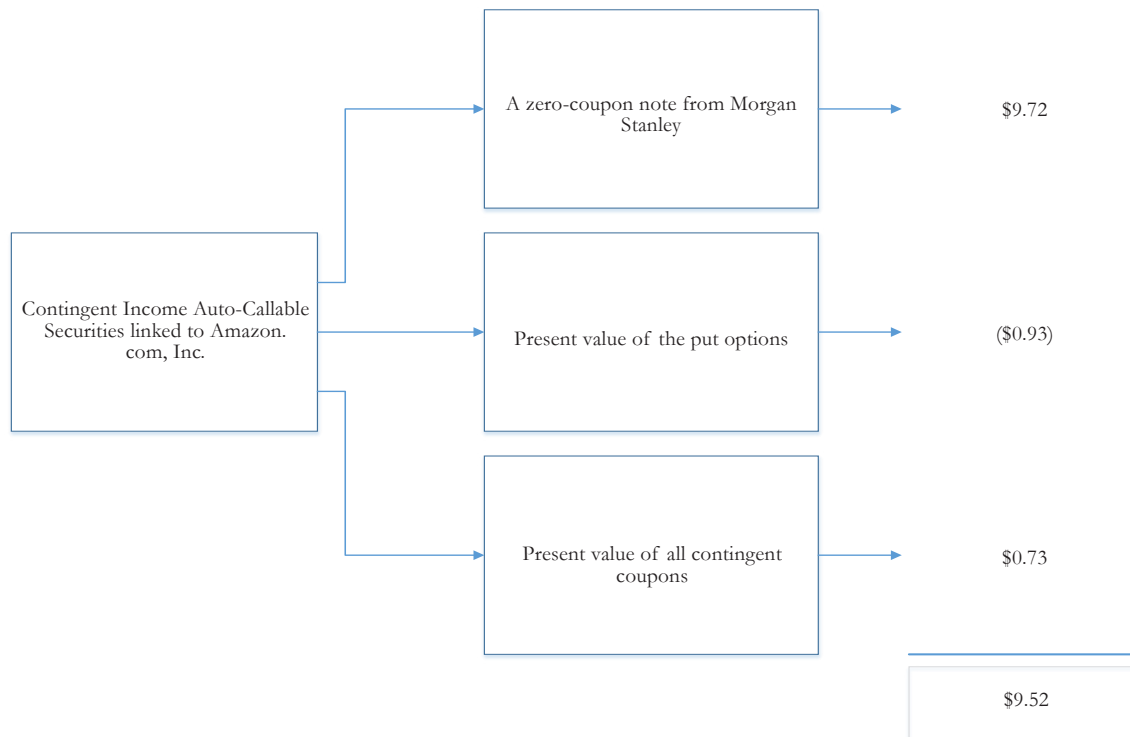 A zero-coupon note from Morgan
Stanley
$9.72
Contingent Income Auto-Callable
Securities linked to Amazon.
com, Inc.
Present value of the put options
($0.93)
Present value of all contingent
coupons
$0.73
$9.52